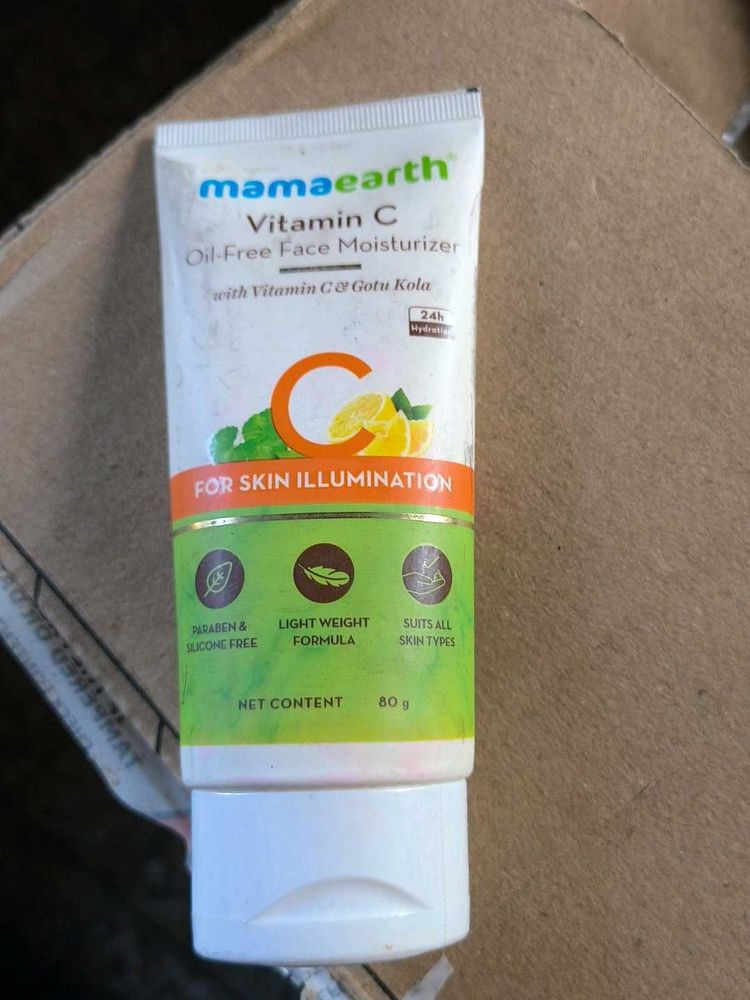 mamaearth®
Vitamin C
Oil-Free Face Moisturizer
with Vitamin C & Gotu Kola
24h
Hydration
C
FOR SKIN ILLUMINATION
PARABEN &
SILICONE FREE
LIGHT WEIGHT
FORMULA
SUITS ALL
SKIN TYPES
NET CONTENT 80 g